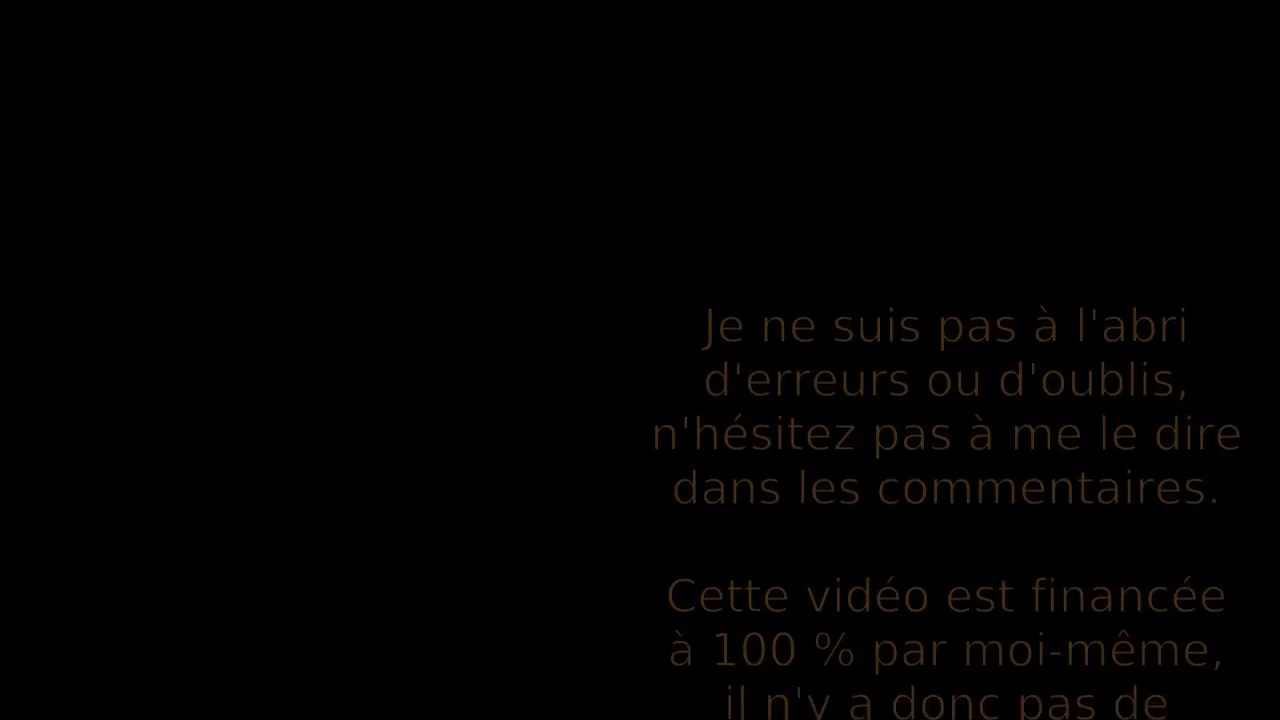 Je ne suis pas à l'abri
d'erreurs ou d'oublis,
n'hésitez pas à me le dire
dans les commentaires.
Cette vidéo est financée
à 100 % par moi-même,
il n'y a donc pas de